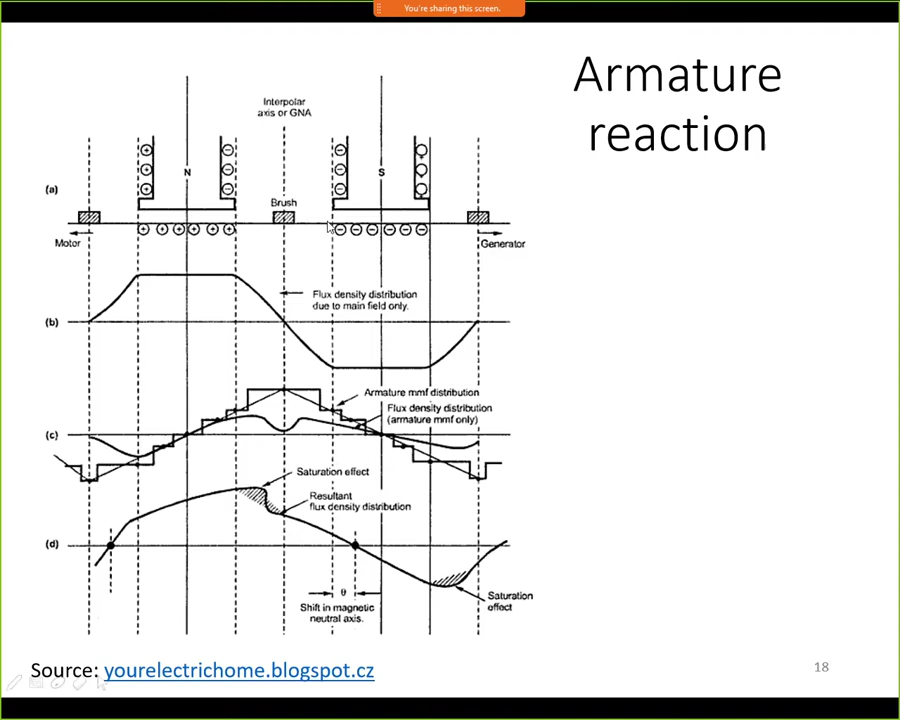 You're sharing this screen.
Armature
reaction
Interpolar
axis or GNA
N
S
(a)
Brush
Motor
Generator
Flux density distribution
due to main field only.
(b)
Armature mmf distribution
Flux density distribution
(armature mmf only)
(c)
Saturation effect
Resultant
flux density distribution
(d)
θ
Shift in magnetic
neutral axis.
Saturation
effect
Source: yourelectrichome.blogspot.cz
18